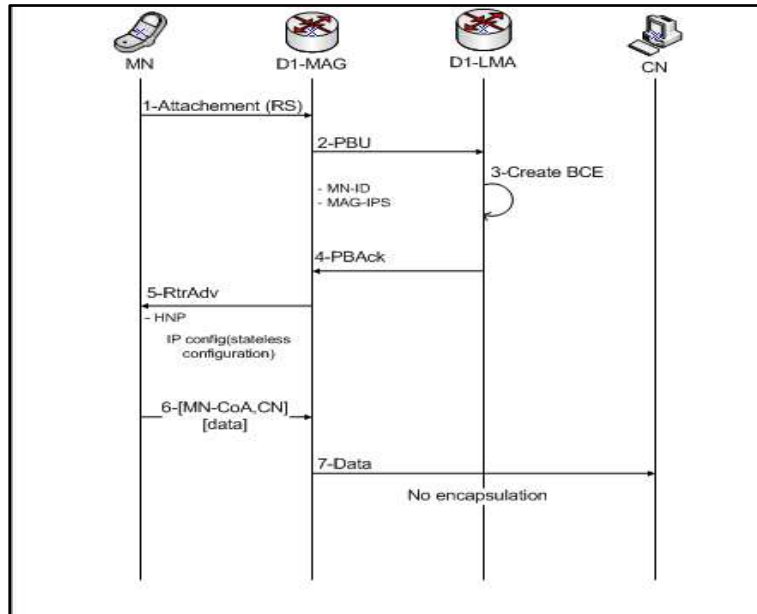 MN
D1-MAG
D1-LMA
CN
1-Attachement (RS)
2-PBU
3-Create BCE
- MN-ID
- MAG-IPS
4-PBAck
5-RtrAdv
- HNP
IP config(stateless
configuration)
6-[MN-CoA,CN]
[data]
7-Data
No encapsulation